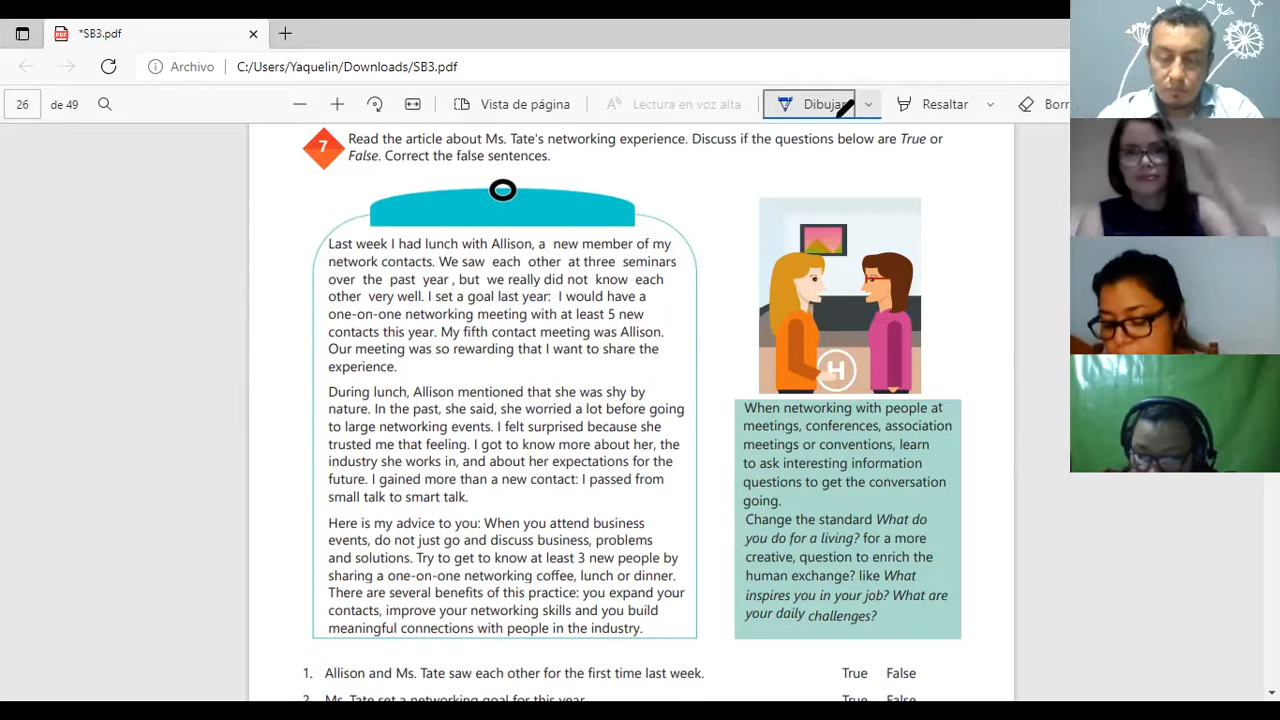 *SB3.pdf
Archivo
C:/Users/Yaquelin/Downloads/SB3.pdf
26
de 49
Vista de página
Lectura en voz alta
Dibujar
Resaltar
7
Read the article about Ms. Tate's networking experience. Discuss if the questions below are True or
False. Correct the false sentences.
Last week I had lunch with Allison, a new member of my
network contacts. We saw each other at three seminars
over the past year , but we really did not know each
other very well. I set a goal last year: I would have a
one-on-one networking meeting with at least 5 new
contacts this year. My fifth contact meeting was Allison.
Our meeting was so rewarding that I want to share the
experience.
During lunch, Allison mentioned that she was shy by
nature. In the past, she said, she worried a lot before going
to large networking events. I felt surprised because she
trusted me that feeling. I got to know more about her, the
industry she works in, and about her expectations for the
future. I gained more than a new contact: I passed from
small talk to smart talk.
Here is my advice to you: When you attend business
events, do not just go and discuss business, problems
and solutions. Try to get to know at least 3 new people by
sharing a one-on-one networking coffee, lunch or dinner.
There are several benefits of this practice: you expand your
contacts, improve your networking skills and you build
meaningful connections with people in the industry.
H
When networking with people at
meetings, conferences, association
meetings or conventions, learn
to ask interesting information
questions to get the conversation
going.
Change the standard What do
you do for a living? for a more
creative, question to enrich the
human exchange? like What
inspires you in your job? What are
your daily challenges?
1. Allison and Ms. Tate saw each other for the first time last week. True False
2. Ms. Tate set a networking goal for this year True False